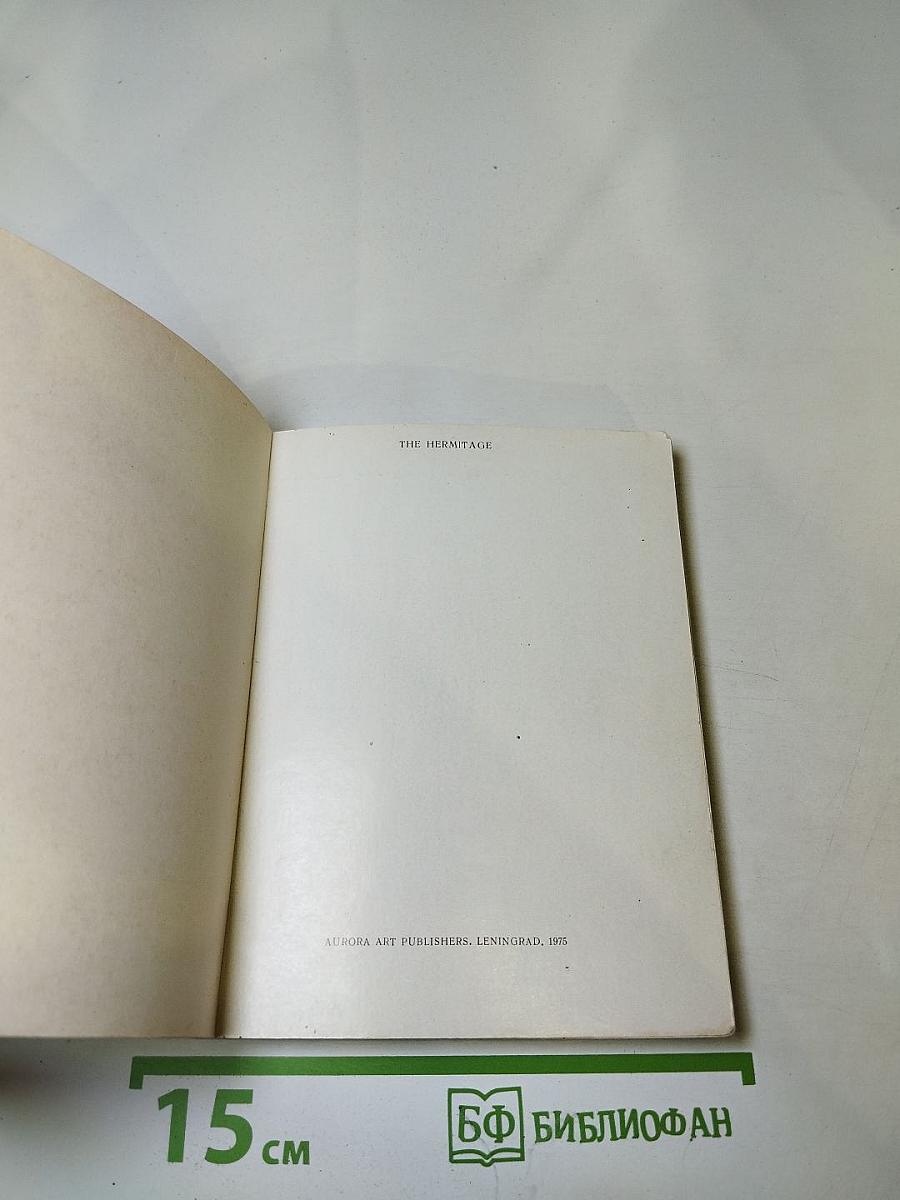 THE HERMITAGE
AURORA ART PUBLISHERS. LENINGRAD, 1975
15 см
БФ БИБЛИОФАН